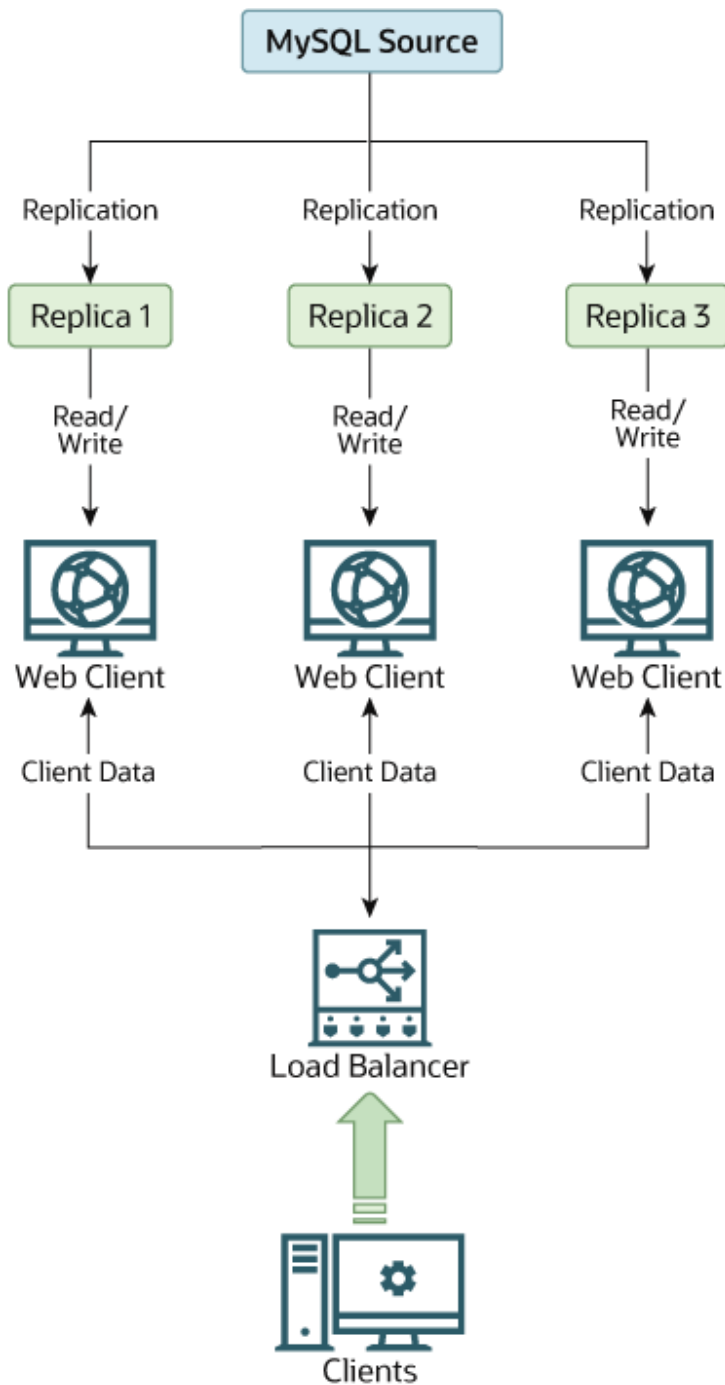 MySQL Source
Replication
Replication
Replication
Replica 1
Replica 2
Replica 3
Read/
Write
Read/
Write
Read/
Write
Web Client
Web Client
Web Client
Client Data
Client Data
Client Data
Load Balancer
Clients